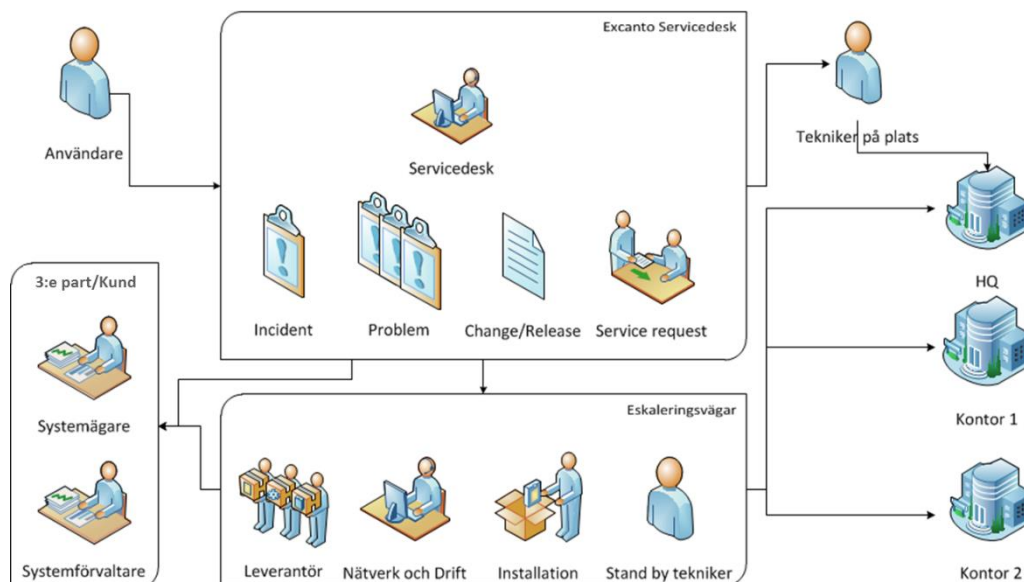 Excanto Servicedesk
Användare
Servicedesk
Tekniker på plats
Incident
Problem
Change/Release
Service request
HQ
3:e part/Kund
Systemägare
Systemförvaltare
Kontor 1
Eskaleringsvägar
Leverantör
Nätverk och Drift
Installation
Stand by tekniker
Kontor 2